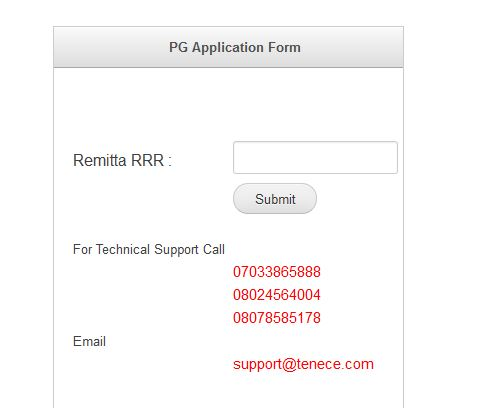 PG Application Form
Remitta RRR :
Submit
For Technical Support Call
07033865888
08024564004
08078585178
Email
support@tenece.com